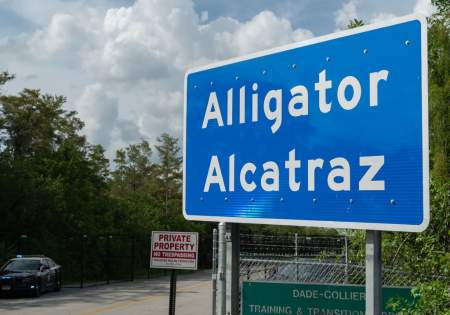 Alligator
Alcatraz
PRIVATE
PROPERTY
NO TRESPASSING
DADE-COLLIER
TRAINING & TRANSITION